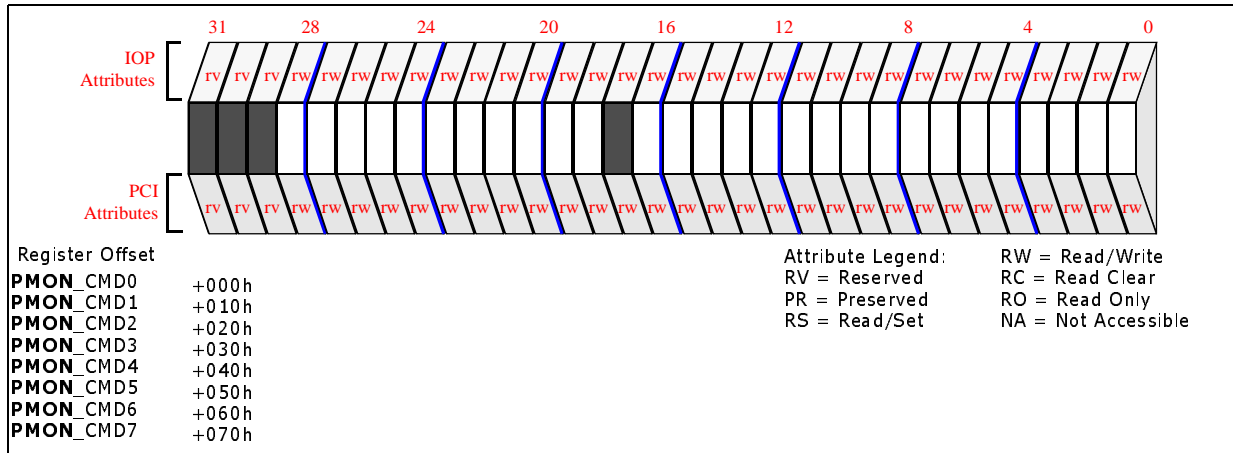 31 28 24 20 16 12 8 4 0
IOP
Attributes
rv rv rv rw rw rw rw rw rw rw rw rw rw rw rw rw rw rw rw rw rw rw rw rw rw rw rw rw rw rw rw rw
PCI
Attributes
rv rv rv rw rw rw rw rw rw rw rw rw rw rw rw rw rw rw rw rw rw rw rw rw rw rw rw rw rw rw rw rw
Register Offset
PMON_CMD0 +000h
PMON_CMD1 +010h
PMON_CMD2 +020h
PMON_CMD3 +030h
PMON_CMD4 +040h
PMON_CMD5 +050h
PMON_CMD6 +060h
PMON_CMD7 +070h
Attribute Legend: RW = Read/Write
RV = Reserved RC = Read Clear
PR = Preserved RO = Read Only
RS = Read/Set NA = Not Accessible